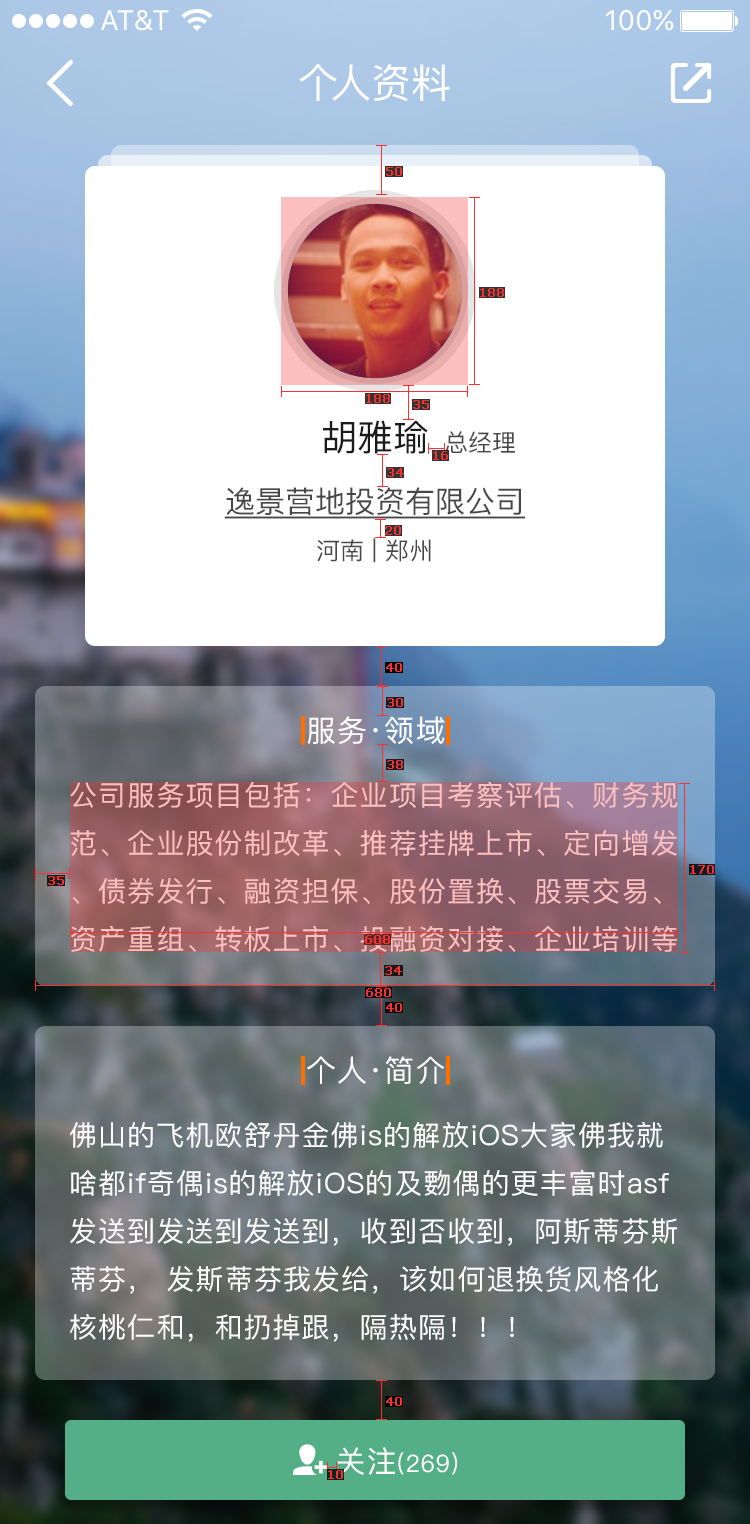 AT&T 100%
个人资料
50
188
188
35
胡雅瑜 总经理
16
34
逸景营地投资有限公司
20
河南 | 郑州
40
30
服务·领域
38
公司服务项目包括：企业项目考察评估、财务规
范、企业股份制改革、推荐挂牌上市、定向增发
170
35
、债券发行、融资担保、股份置换、股票交易、
资产重组、转板上市、投融资对接、企业培训等
608
34
680
40
个人·简介
佛山的飞机欧舒丹金佛is的解放iOS大家佛我就
啥都if奇偶is的解放iOS的及覅偶的更丰富时asf
发送到发送到发送到，收到否收到，阿斯蒂芬斯
蒂芬， 发斯蒂芬我发给，该如何退换货风格化
核桃仁和，和扔掉跟，隔热隔！！！
40
关注(269)
10